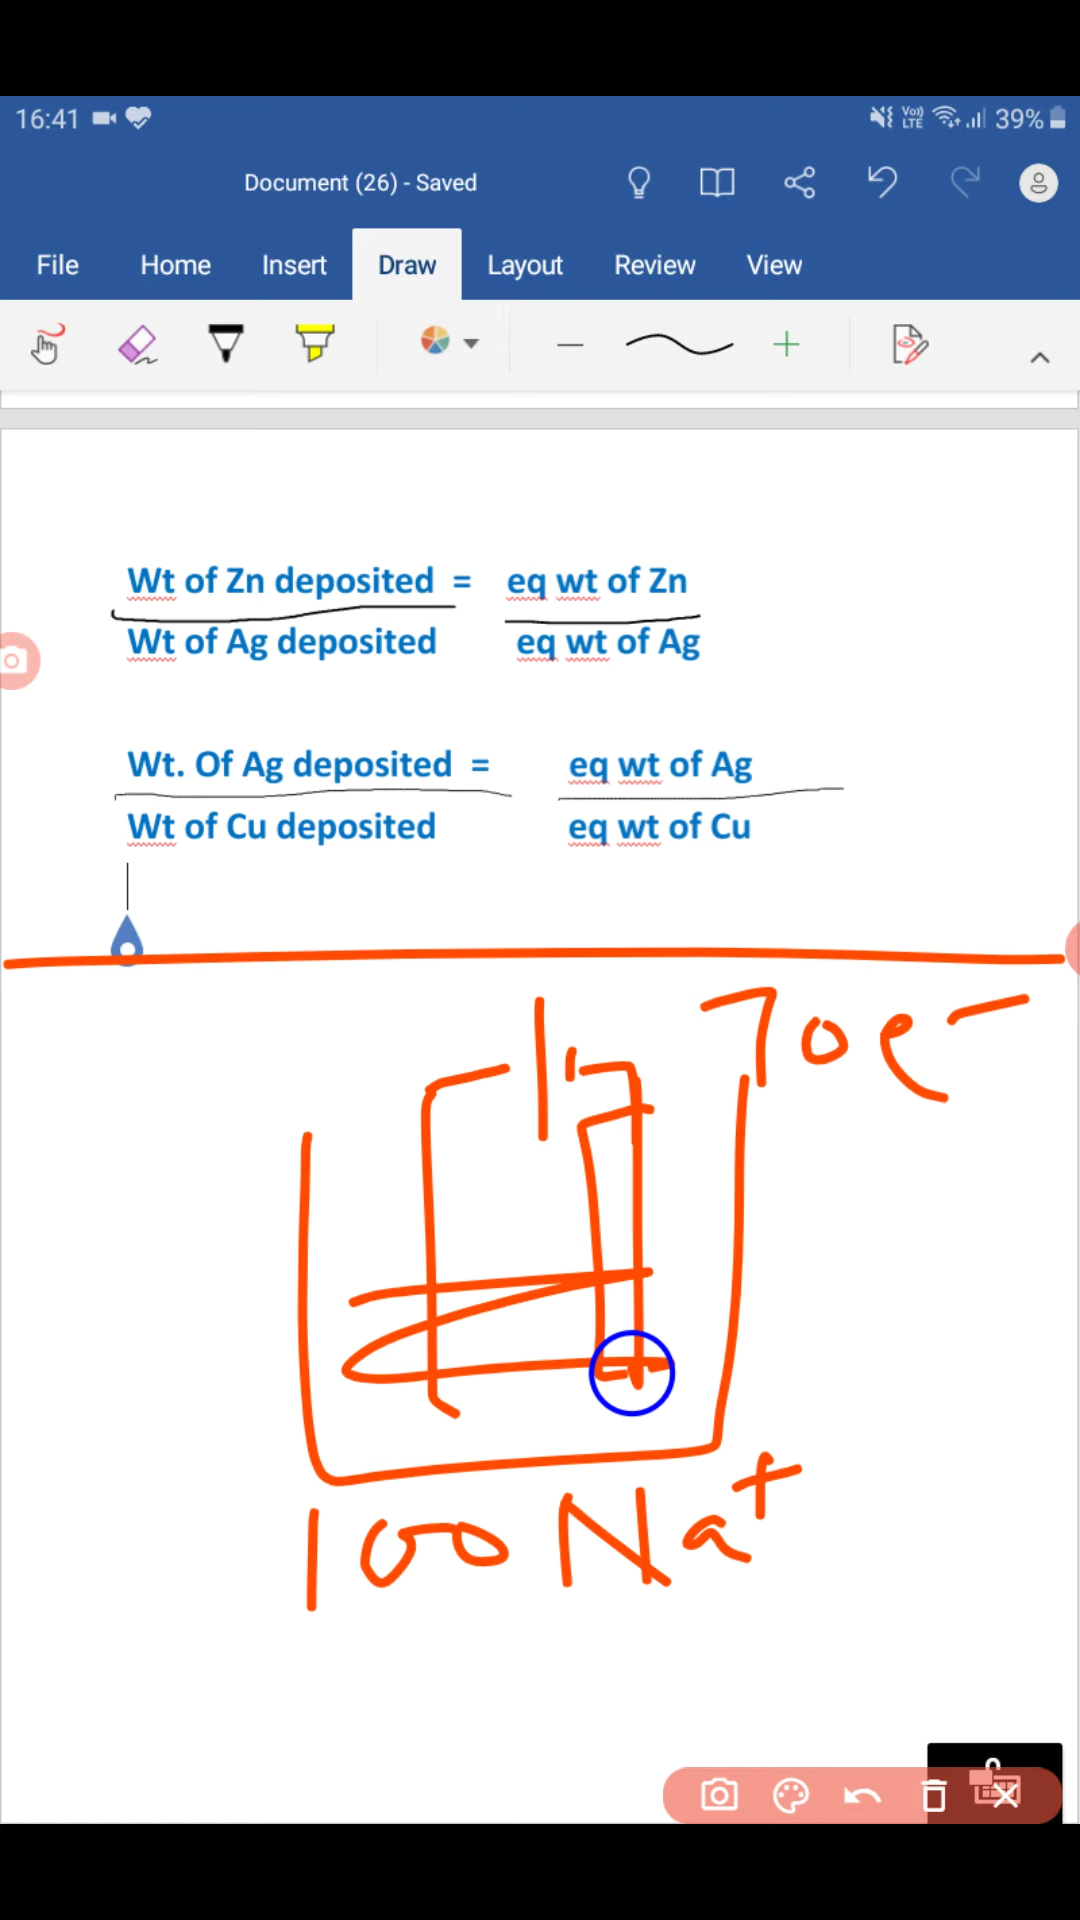 16:41 Vo)) LTE 39%
Document (26) - Saved
File Home Insert Draw Layout Review View
Wt of Zn deposited = eq wt of Zn
Wt of Ag deposited eq wt of Ag
Wt. Of Ag deposited = eq wt of Ag
Wt of Cu deposited eq wt of Cu
70e−
100 Na+